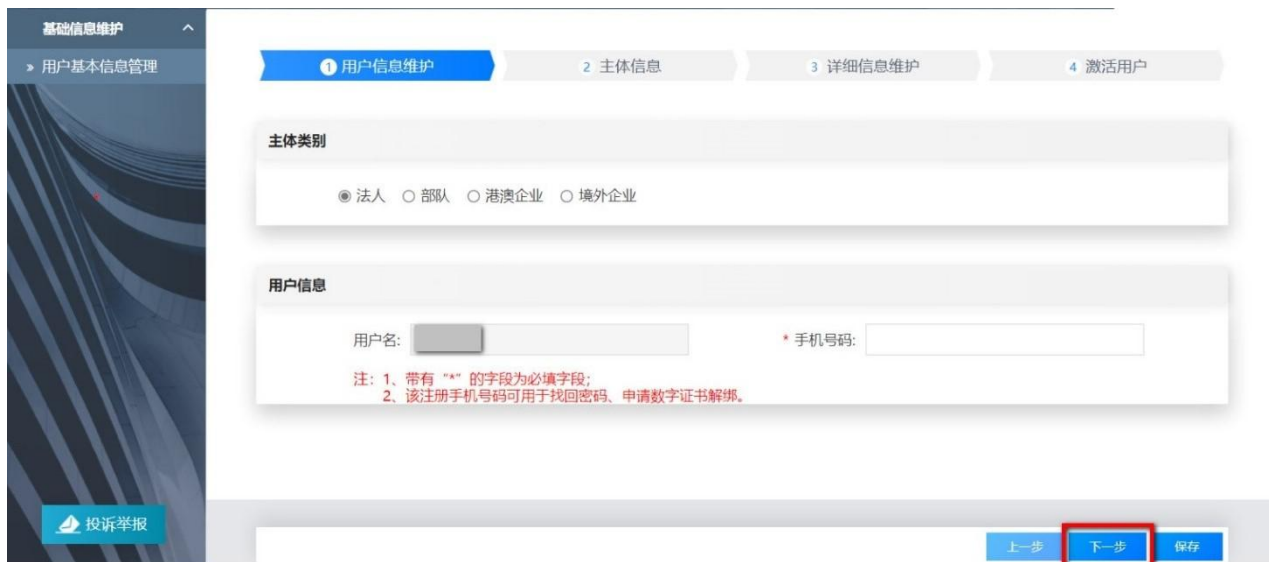 基础信息维护
» 用户基本信息管理
1 用户信息维护
2 主体信息
3 详细信息维护
4 激活用户
主体类别
法人 部队 港澳企业 境外企业
用户信息
用户名:
* 手机号码:
注：1、带有 "*" 的字段为必填字段;
2、该注册手机号码可用于找回密码、申请数字证书解绑。
投诉举报
上一步 下一步 保存